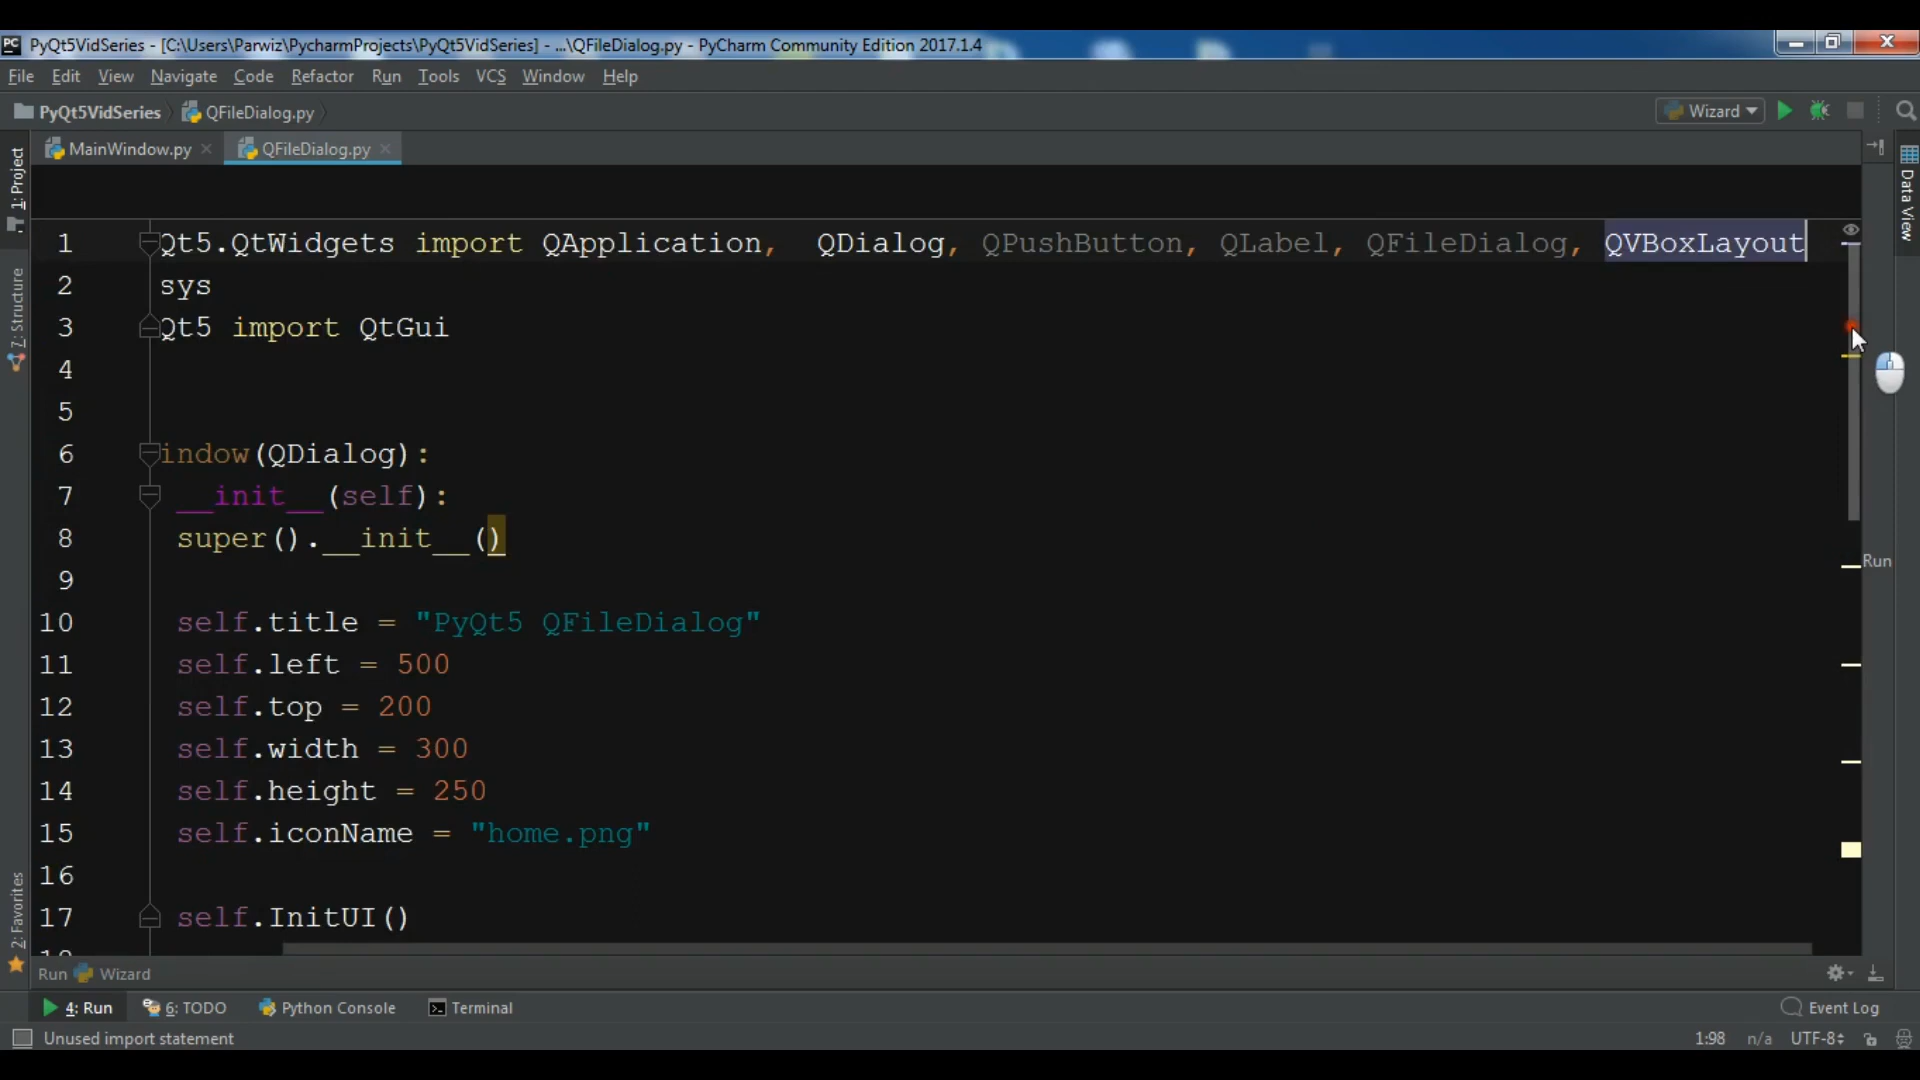 PyQt5VidSeries - [C:\Users\Parwiz\PycharmProjects\PyQt5VidSeries] - ...\QFileDialog.py - PyCharm Community Edition 2017.1.4
File Edit View Navigate Code Refactor Run Tools VCS Window Help
PyQt5VidSeries QFileDialog.py Wizard
MainWindow.py QFileDialog.py
1: Project
7: Structure
2: Favorites
Data View
1 Qt5.QtWidgets import QApplication,  QDialog, QPushButton, QLabel, QFileDialog, QVBoxLayout
2 sys
3 Qt5 import QtGui
4
5
6 indow(QDialog):
7 __init__(self):
8 super().__init__()
9
10 self.title = "PyQt5 QFileDialog"
11 self.left = 500
12 self.top = 200
13 self.width = 300
14 self.height = 250
15 self.iconName = "home.png"
16
17 self.InitUI()
18
Run
Run Wizard
4: Run 6: TODO Python Console Terminal Event Log
Unused import statement 1:98 n/a UTF-8